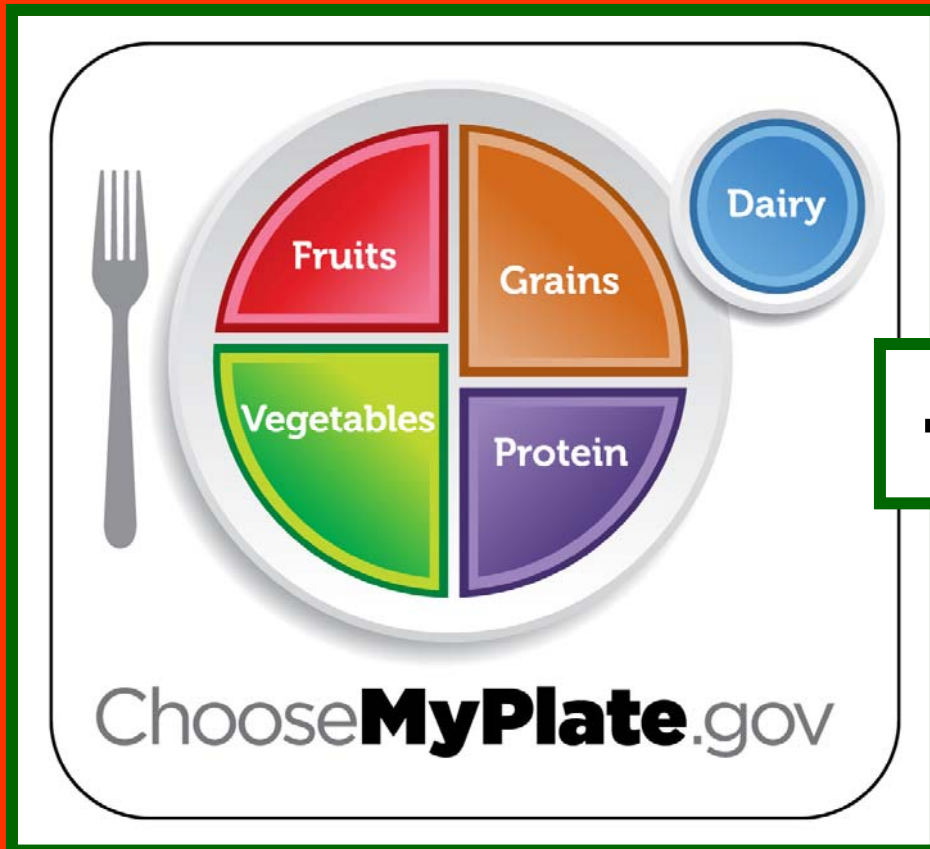 Fruits
Grains
Dairy
Vegetables
Protein
ChooseMyPlate.gov